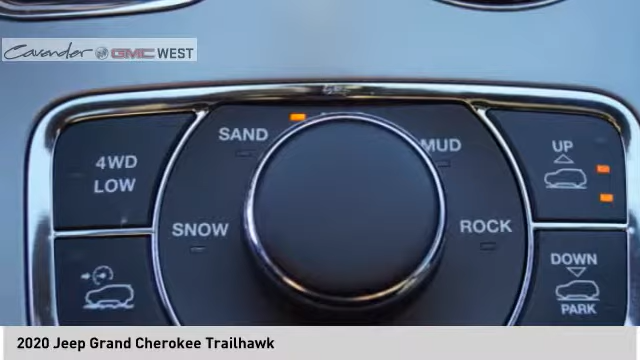 Cavender GMC WEST
SAND
MUD
UP
4WD
LOW
SNOW
ROCK
DOWN
PARK
2020 Jeep Grand Cherokee Trailhawk